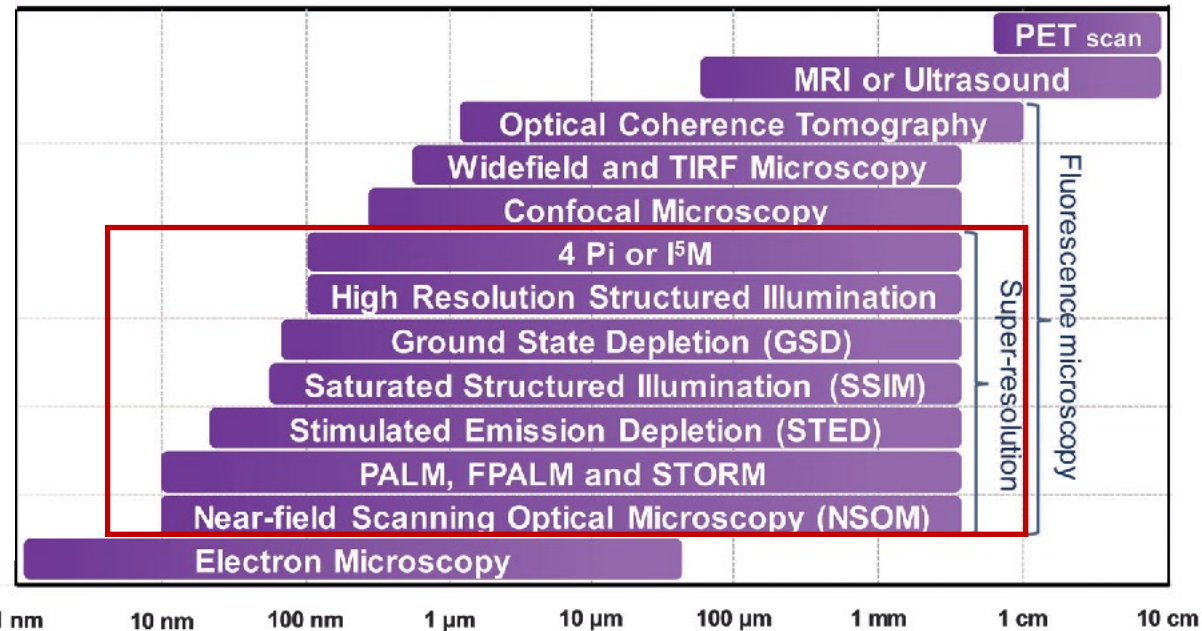 PET scan
MRI or Ultrasound
Optical Coherence Tomography
Widefield and TIRF Microscopy
Confocal Microscopy
4 Pi or I⁵M
High Resolution Structured Illumination
Ground State Depletion (GSD)
Saturated Structured Illumination (SSIM)
Stimulated Emission Depletion (STED)
PALM, FPALM and STORM
Near-field Scanning Optical Microscopy (NSOM)
Electron Microscopy
Super-resolution
Fluorescence microscopy
1 nm 10 nm 100 nm 1 µm 10 µm 100 µm 1 mm 1 cm 10 cm